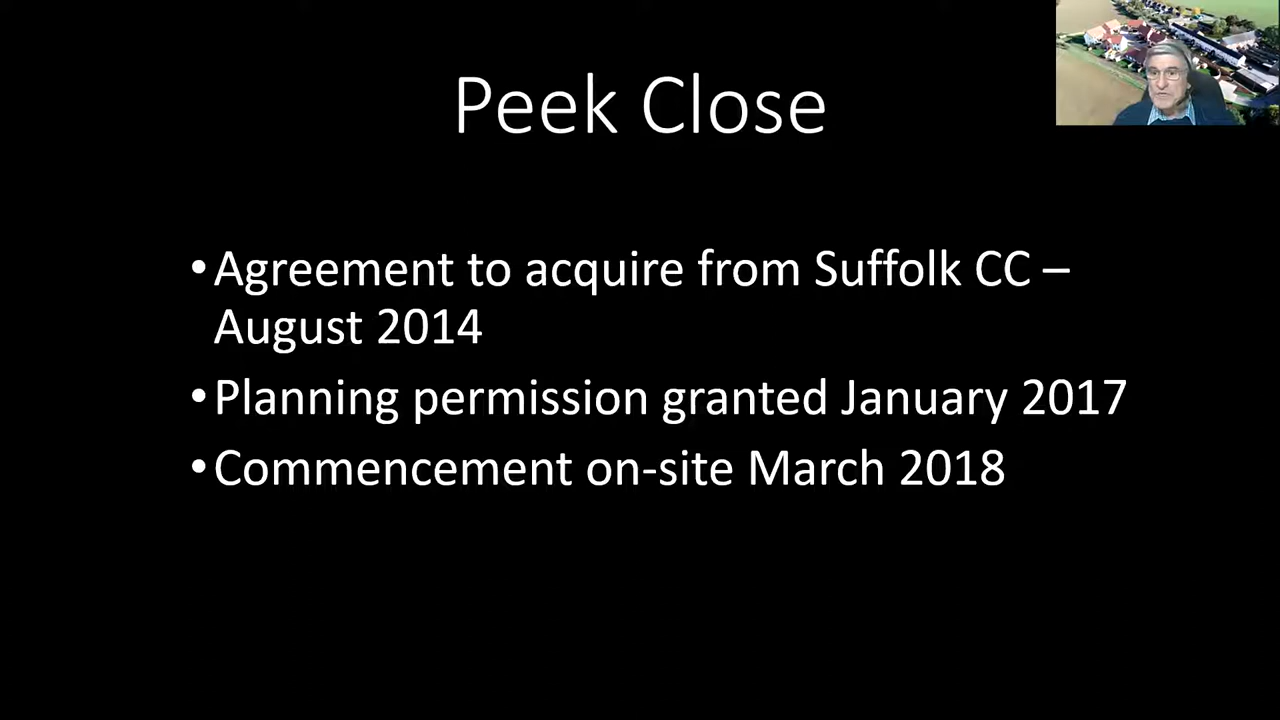 Peek Close
•Agreement to acquire from Suffolk CC –
August 2014
•Planning permission granted January 2017
•Commencement on-site March 2018